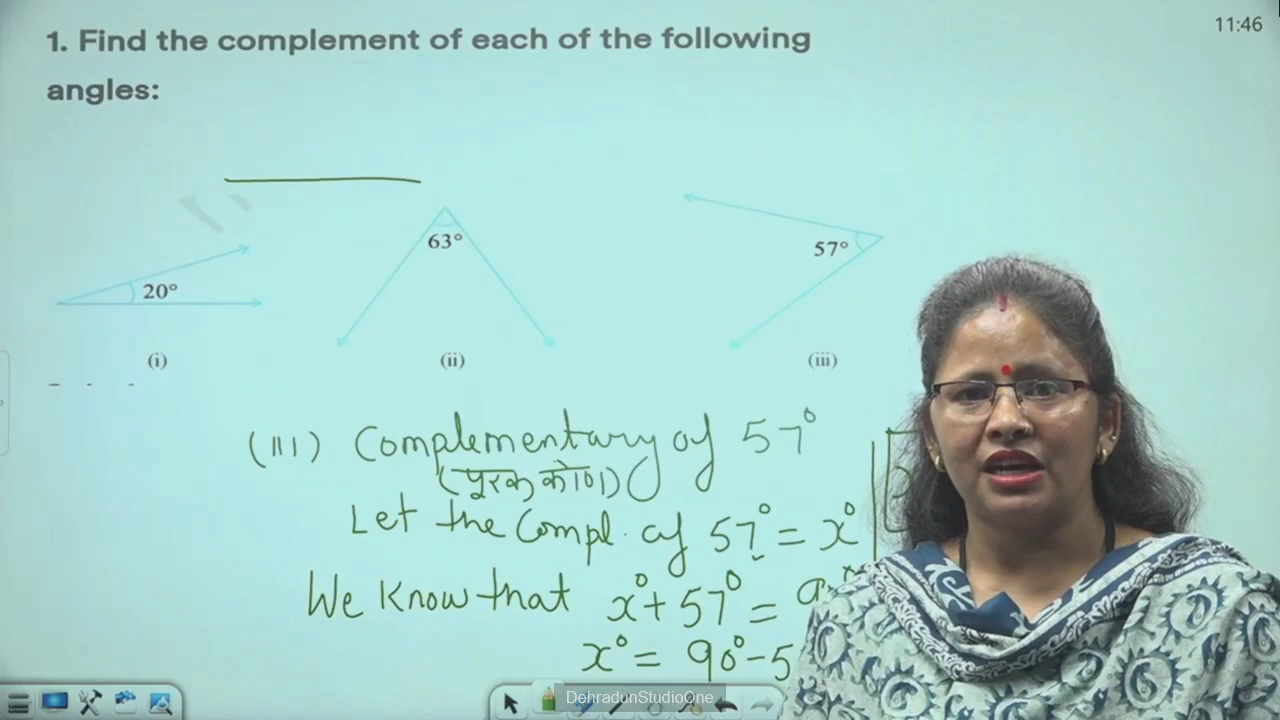 11:46
1. Find the complement of each of the following
angles:
20°
63°
57°
(i)
(ii)
(iii)
(III) Complementary of 57°
(पूरक कोण)
Let the Compl. of 57° = x°
We know that x° + 57° =
x° = 90° - 5
DehradunStudioOne